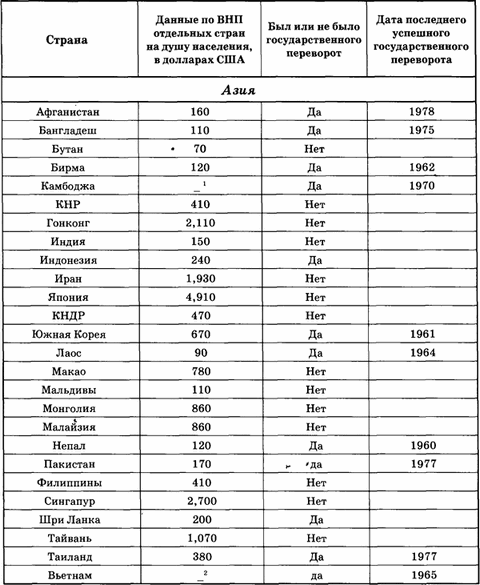 Страна | Данные по ВНП отдельных стран на душу населения, в долларах США | Был или не было государственного переворот | Дата последнего успешного государственного переворота
Азия
Афганистан | 160 | Да | 1978
Бангладеш | 110 | Да | 1975
Бутан | 70 | Нет
Бирма | 120 | Да | 1962
Камбоджа | _1 | Да | 1970
КНР | 410 | Нет
Гонконг | 2,110 | Нет
Индия | 150 | Нет
Индонезия | 240 | Да
Иран | 1,930 | Нет
Япония | 4,910 | Нет
КНДР | 470 | Нет
Южная Корея | 670 | Да | 1961
Лаос | 90 | Да | 1964
Макао | 780 | Нет
Мальдивы | 110 | Нет
Монголия | 860 | Нет
Малайзия | 860 | Нет
Непал | 120 | Да | 1960
Пакистан | 170 | да | 1977
Филиппины | 410 | Нет
Сингапур | 2,700 | Нет
Шри Ланка | 200 | Да
Тайвань | 1,070 | Нет
Таиланд | 380 | Да | 1977
Вьетнам | _2 | да | 1965